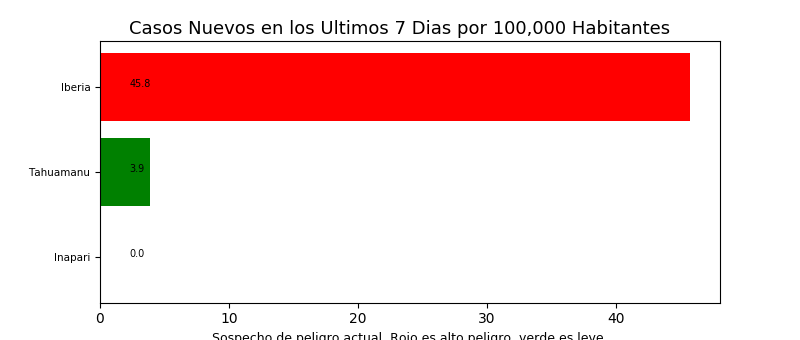 Casos Nuevos en los Ultimos 7 Dias por 100,000 Habitantes
Iberia
45.8
Tahuamanu
3.9
Inapari
0.0
0 10 20 30 40
Sospecho de peligro actual. Rojo es alto peligro, verde es leve